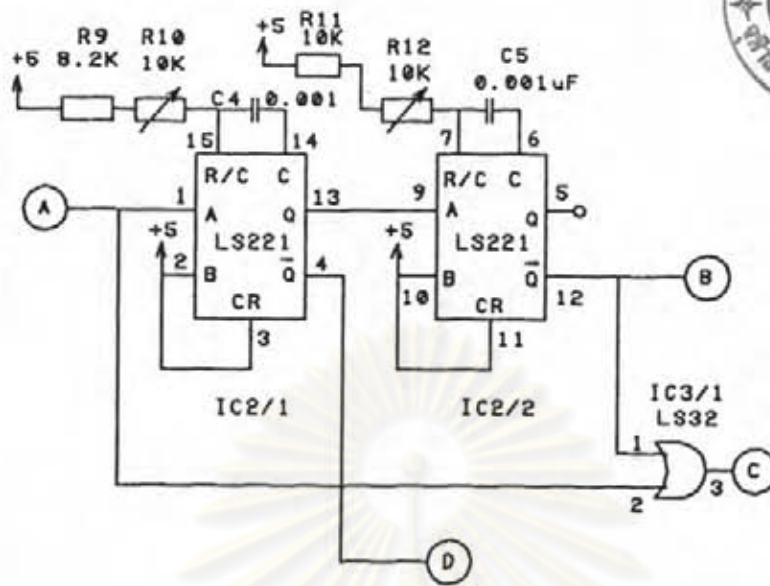 R9
8.2K
+5
R10
10K
C4
0.001
R11
10K
+5
R12
10K
C5
0.001uF
15
14
7
6
R/C C
R/C C
A
1
A
Q
13
9
A
Q
5
LS221
LS221
+5
+5
2
B
Q
4
10
B
Q
12
B
CR
CR
3
11
IC2/1
IC2/2
IC3/1
LS32
1
2
3
C
D